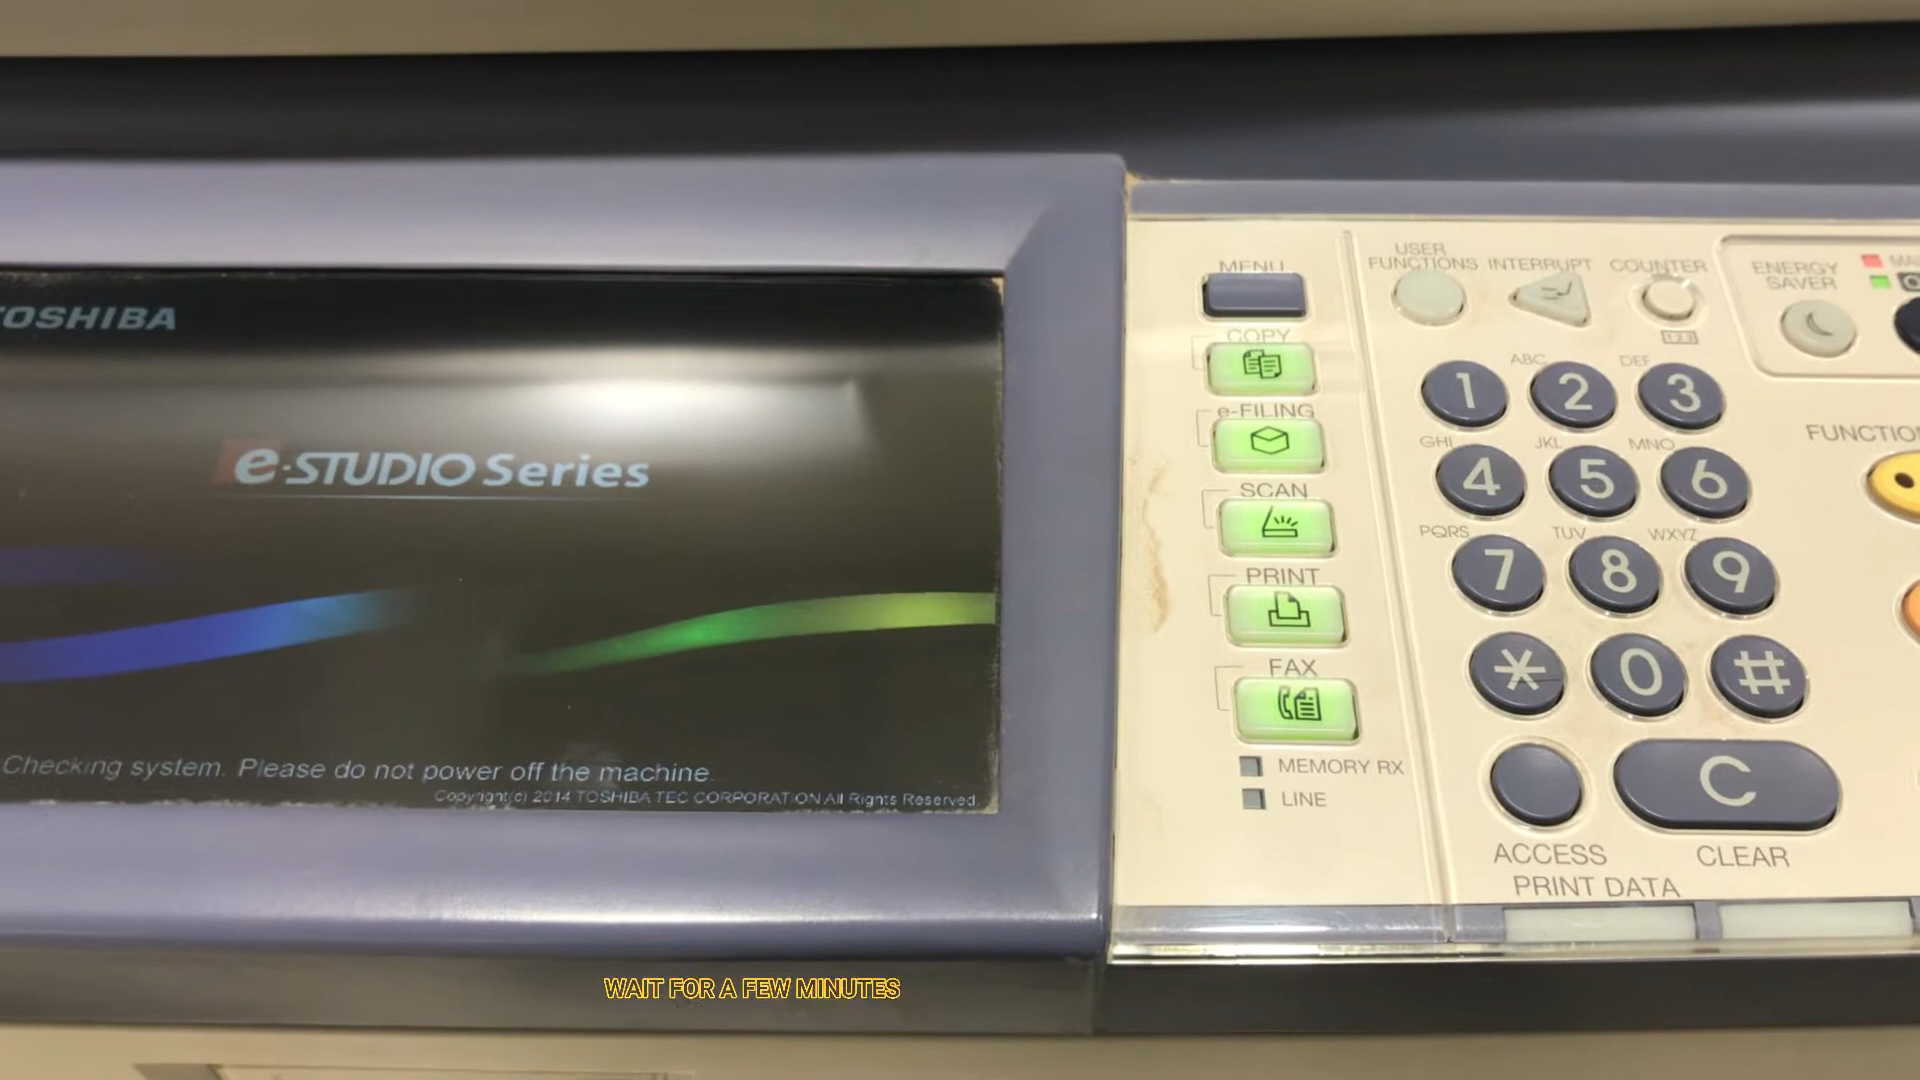 TOSHIBA
e-STUDIO Series
Checking system. Please do not power off the machine.
Copyright(c) 2014 TOSHIBA TEC CORPORATION All Rights Reserved.
MENU
COPY
e-FILING
SCAN
PRINT
FAX
MEMORY RX
LINE
USER
FUNCTIONS
INTERRUPT
COUNTER
123
ENERGY
SAVER
1
ABC
2
DEF
3
GHI
4
JKL
5
MNO
6
PQRS
7
TUV
8
WXYZ
9
*
0
#
C
ACCESS
CLEAR
PRINT DATA
WAIT FOR A FEW MINUTES